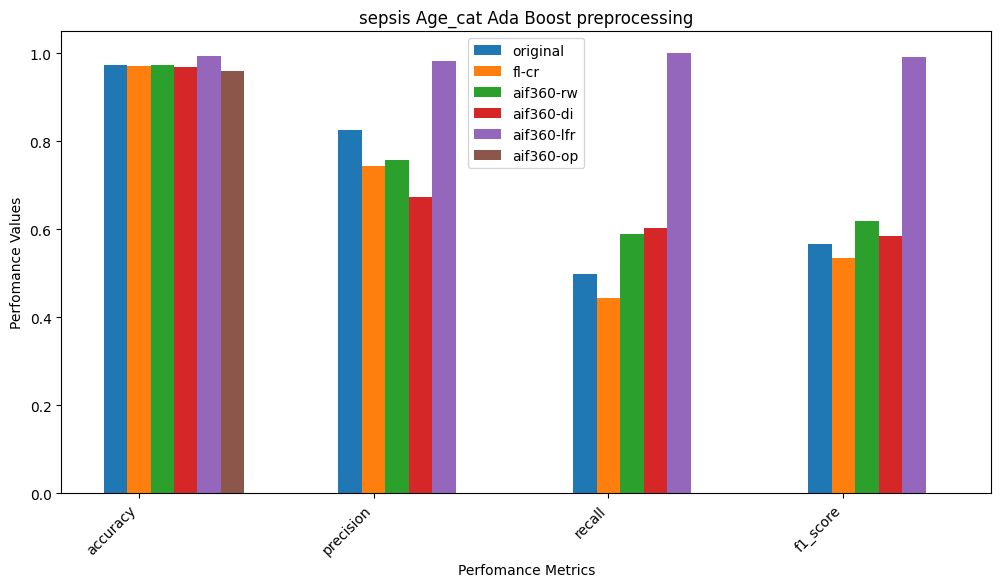 sepsis Age_cat Ada Boost preprocessing
original
fl-cr
aif360-rw
aif360-di
aif360-lfr
aif360-op
Perfomance Values
1.0
0.8
0.6
0.4
0.2
0.0
accuracy
precision
recall
f1_score
Perfomance Metrics